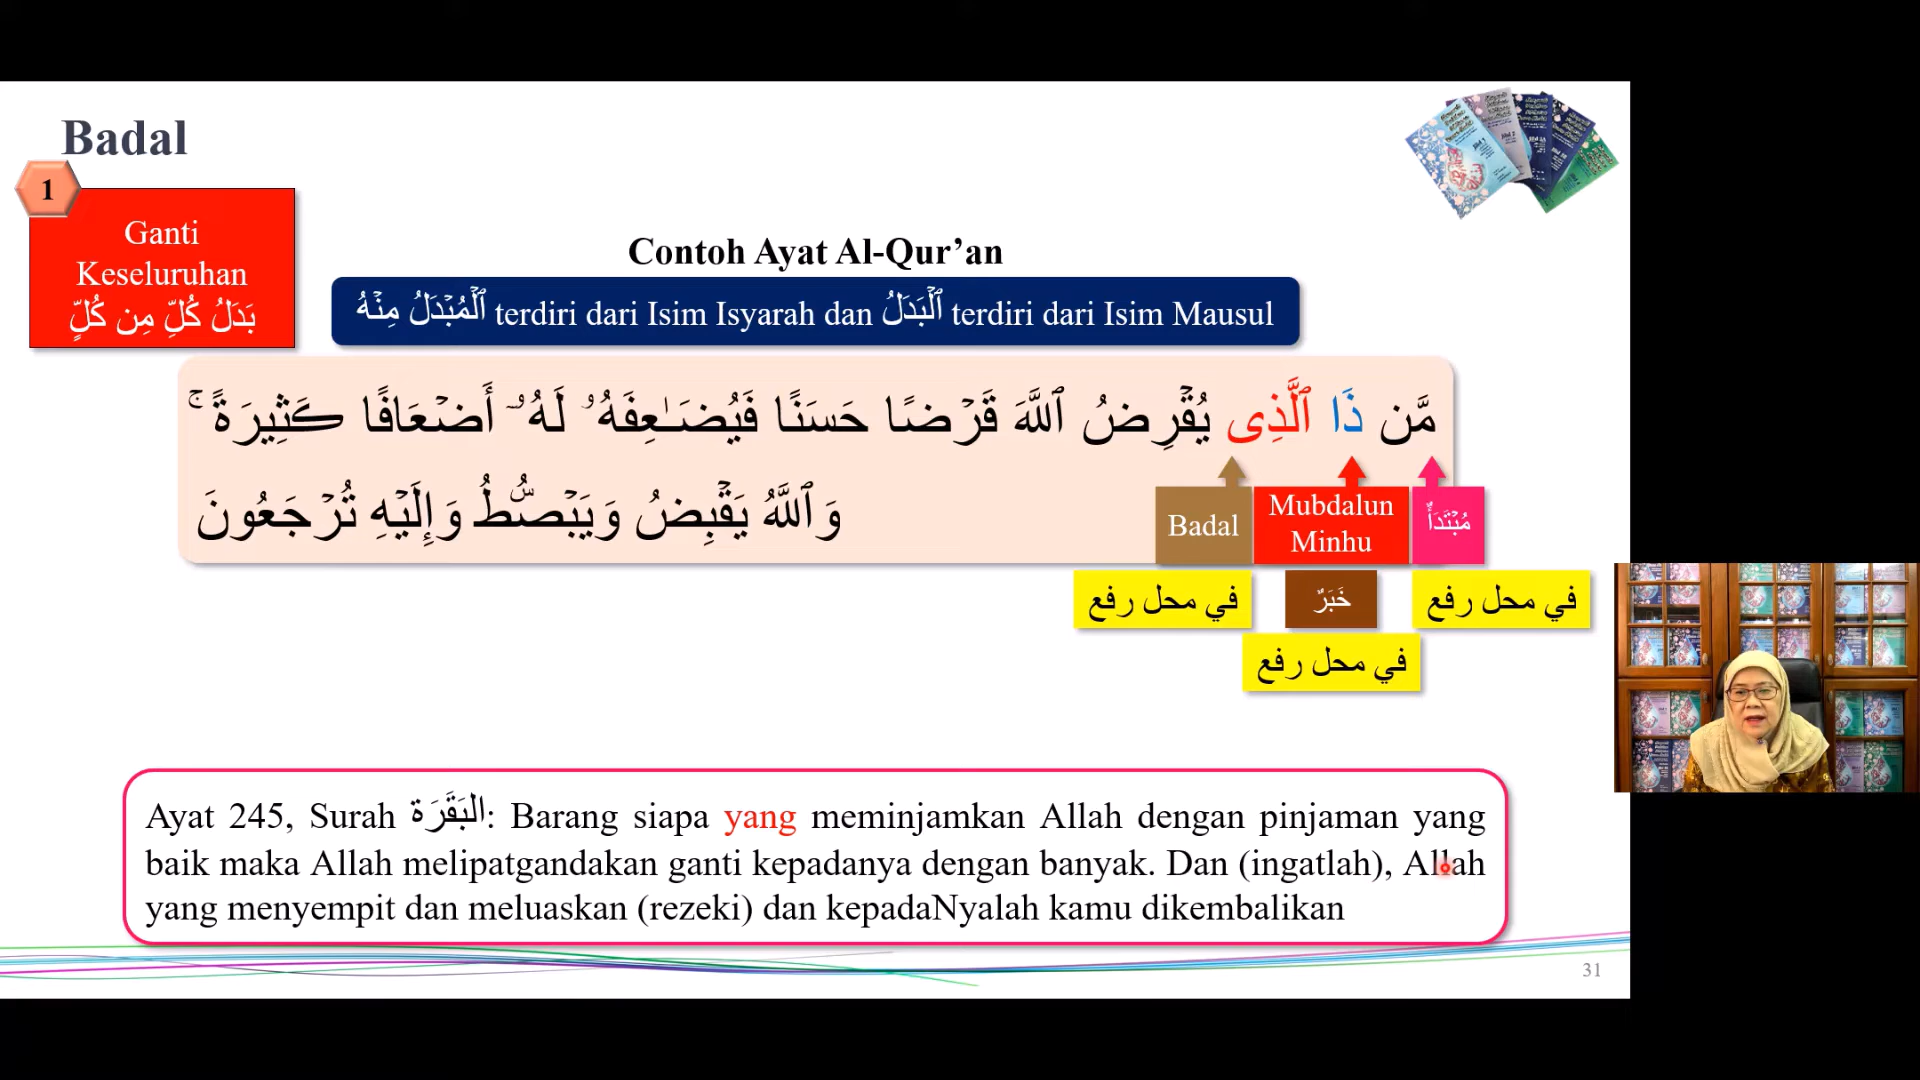 Badal
1
Ganti
Keseluruhan
بَدَلُ كُلِّ مِن كُلٍّ
Contoh Ayat Al-Qur’an
ٱلْمُبْدَلُ مِنْهُ terdiri dari Isim Isyarah dan ٱلْبَدَلُ terdiri dari Isim Mausul
مَّن ذَا ٱلَّذِى يُقْرِضُ ٱللَّهَ قَرْضًا حَسَنًا فَيُضَـٰعِفَهُۥ لَهُۥٓ أَضْعَافًا كَثِيرَةً ۚ
وَٱللَّهُ يَقْبِضُ وَيَبْصُۜطُ وَإِلَيْهِ تُرْجَعُونَ
مُبْتَدَأٌ
Mubdalun
Minhu
Badal
في محل رفع
خَبَرٌ
في محل رفع
في محل رفع
Ayat 245, Surah البَقَرَة: Barang siapa yang meminjamkan Allah dengan pinjaman yang
baik maka Allah melipatgandakan ganti kepadanya dengan banyak. Dan (ingatlah), Allah
yang menyempit dan meluaskan (rezeki) dan kepadaNyalah kamu dikembalikan
31